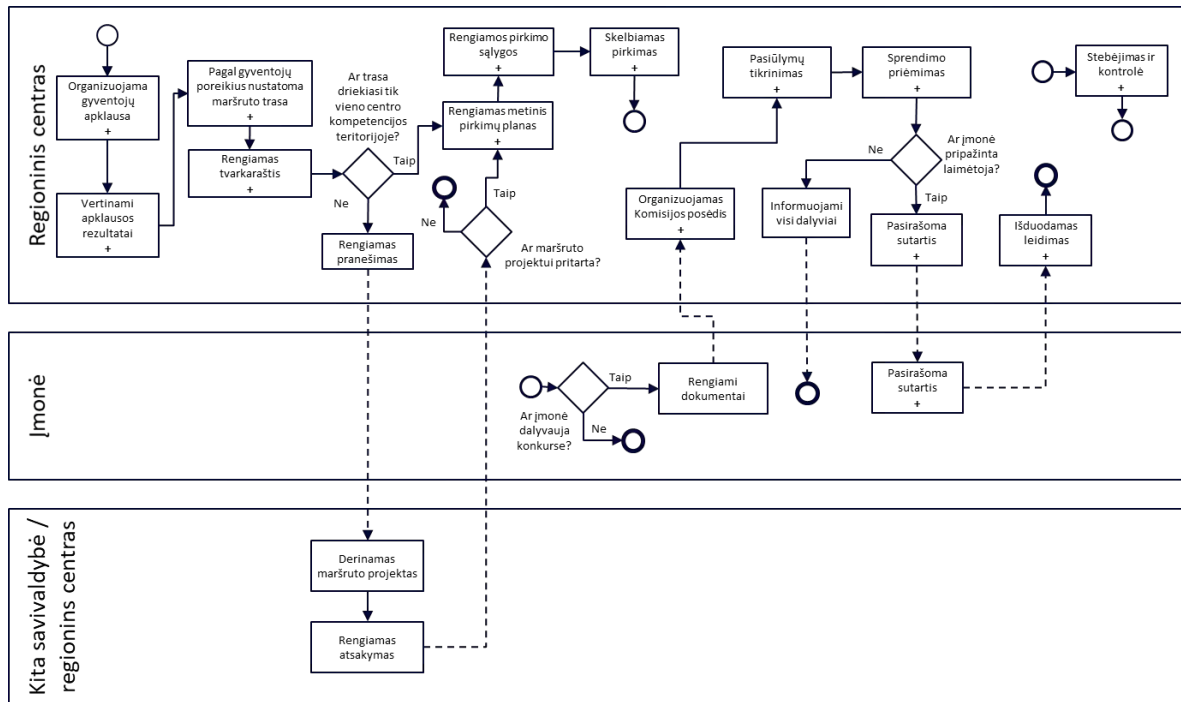 Regioninis centras
Organizuojama
gyventojų
apklausa
+
Vertinami
apklausos
rezultatai
+
Pagal gyventojų
poreikius nustatoma
maršruto trasa
+
Rengiamas
tvarkaraštis
+
Ar trasa
driekiasi tik
vieno centro
kompetencijos
teritorijoje?
Taip
Ne
Rengiamas
pranešimas
Rengiamos pirkimo
sąlygos
+
Rengiamas metinis
pirkimų planas
+
Taip
Ne
Ar maršruto
projektui pritarta?
Skelbiamas
pirkimas
+
Organizuojamas
Komisijos posėdis
+
Pasiūlymų
tikrinimas
+
Sprendimo
priėmimas
+
Ne
Ar įmonė
pripažinta
laimėtoja?
Taip
Informuojami
visi dalyviai
Pasirašoma
sutartis
+
Išduodamas
leidimas
+
Stebėjimas ir
kontrolė
+
Įmonė
Ar įmonė
dalyvauja
konkurse?
Taip
Ne
Rengiami
dokumentai
Pasirašoma
sutartis
+
Kita savivaldybė /
regionins centras
Derinamas
maršruto projektas
Rengiamas
atsakymas